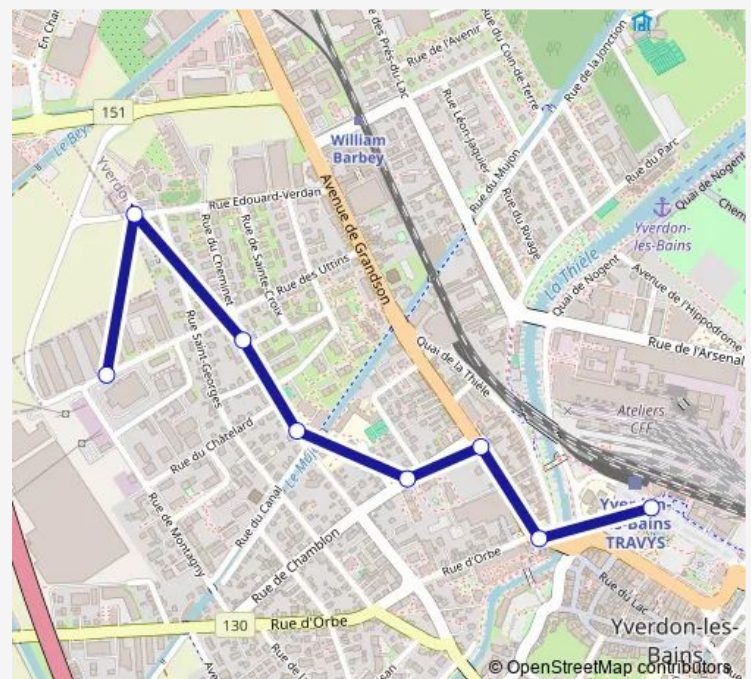 En Char
151
Le Bey
Yverdon
William
Barbey
Rue des Prés-du-Lac
Rue de l'Avenir
Rue du Coin-de-Terre
Rue de la Jonction
Rue Léon-Jaquier
Rue du Mujon
Rue du Rivage
Rue du Parc
Quai de Nogent
Yverdon-
les-Bains
La Thièle
Quai de Nogent
Avenue de l'Hippodrome
Rue de l'Arsenal
Rue Edouard-Verdan
Avenue de Grandson
Rue du Cheminet
Rue de Sainte-Croix
Rue des Uttins
Rue Saint-Georges
Quai de la Thièle
Ateliers
CFF
Rue du Châtelard
Rue du Canal
Rue de Montagny
Rue de Chamblon
TRAVYS
Rue d'Orbe
Rue du Lac
130
Rue d'Orbe
Yverdon-les-
Bains
© OpenStreetMap contributors